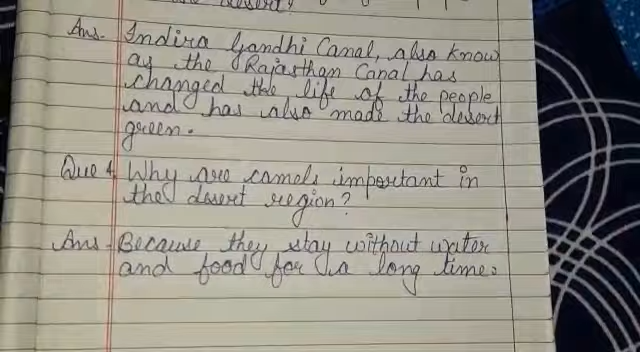 the desert?
Ans. Indira Gandhi Canal, also know
as the Rajasthan Canal has
changed the life of the people
and has also made the desert
green.
Que 4. Why are camels important in
the desert region?
Ans - Because they stay without water
and food for a long time.